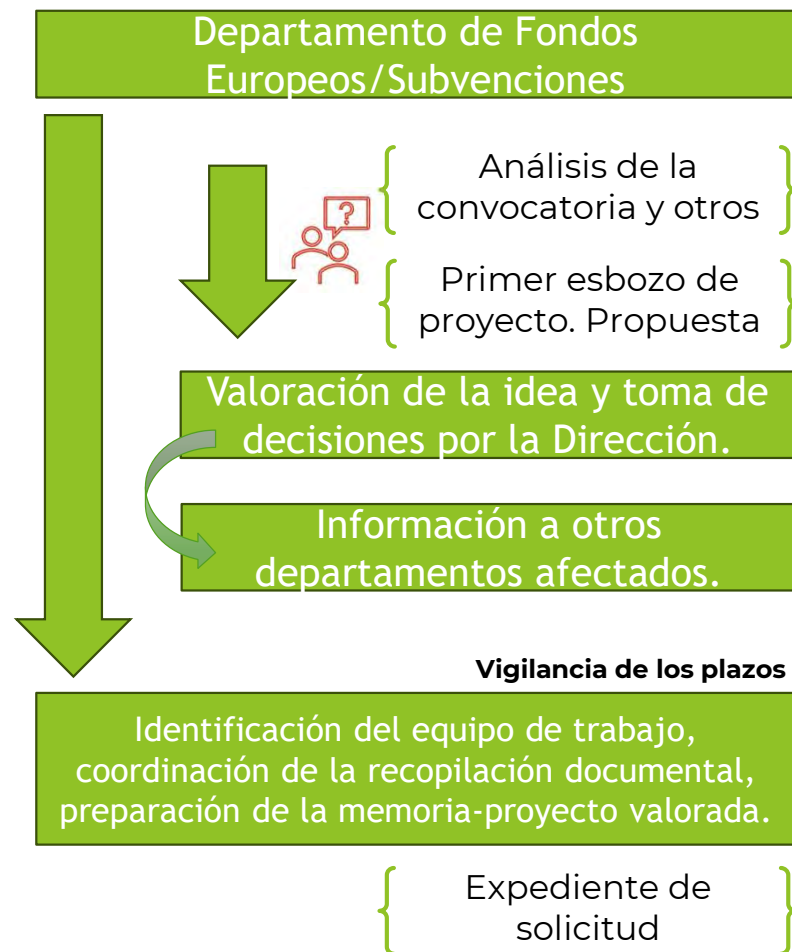 Departamento de Fondos
Europeos/Subvenciones
?
Análisis de la
convocatoria y otros
Primer esbozo de
proyecto. Propuesta
Valoración de la idea y toma de
decisiones por la Dirección.
Información a otros
departamentos afectados.
Vigilancia de los plazos
Identificación del equipo de trabajo,
coordinación de la recopilación documental,
preparación de la memoria-proyecto valorada.
Expediente de
solicitud